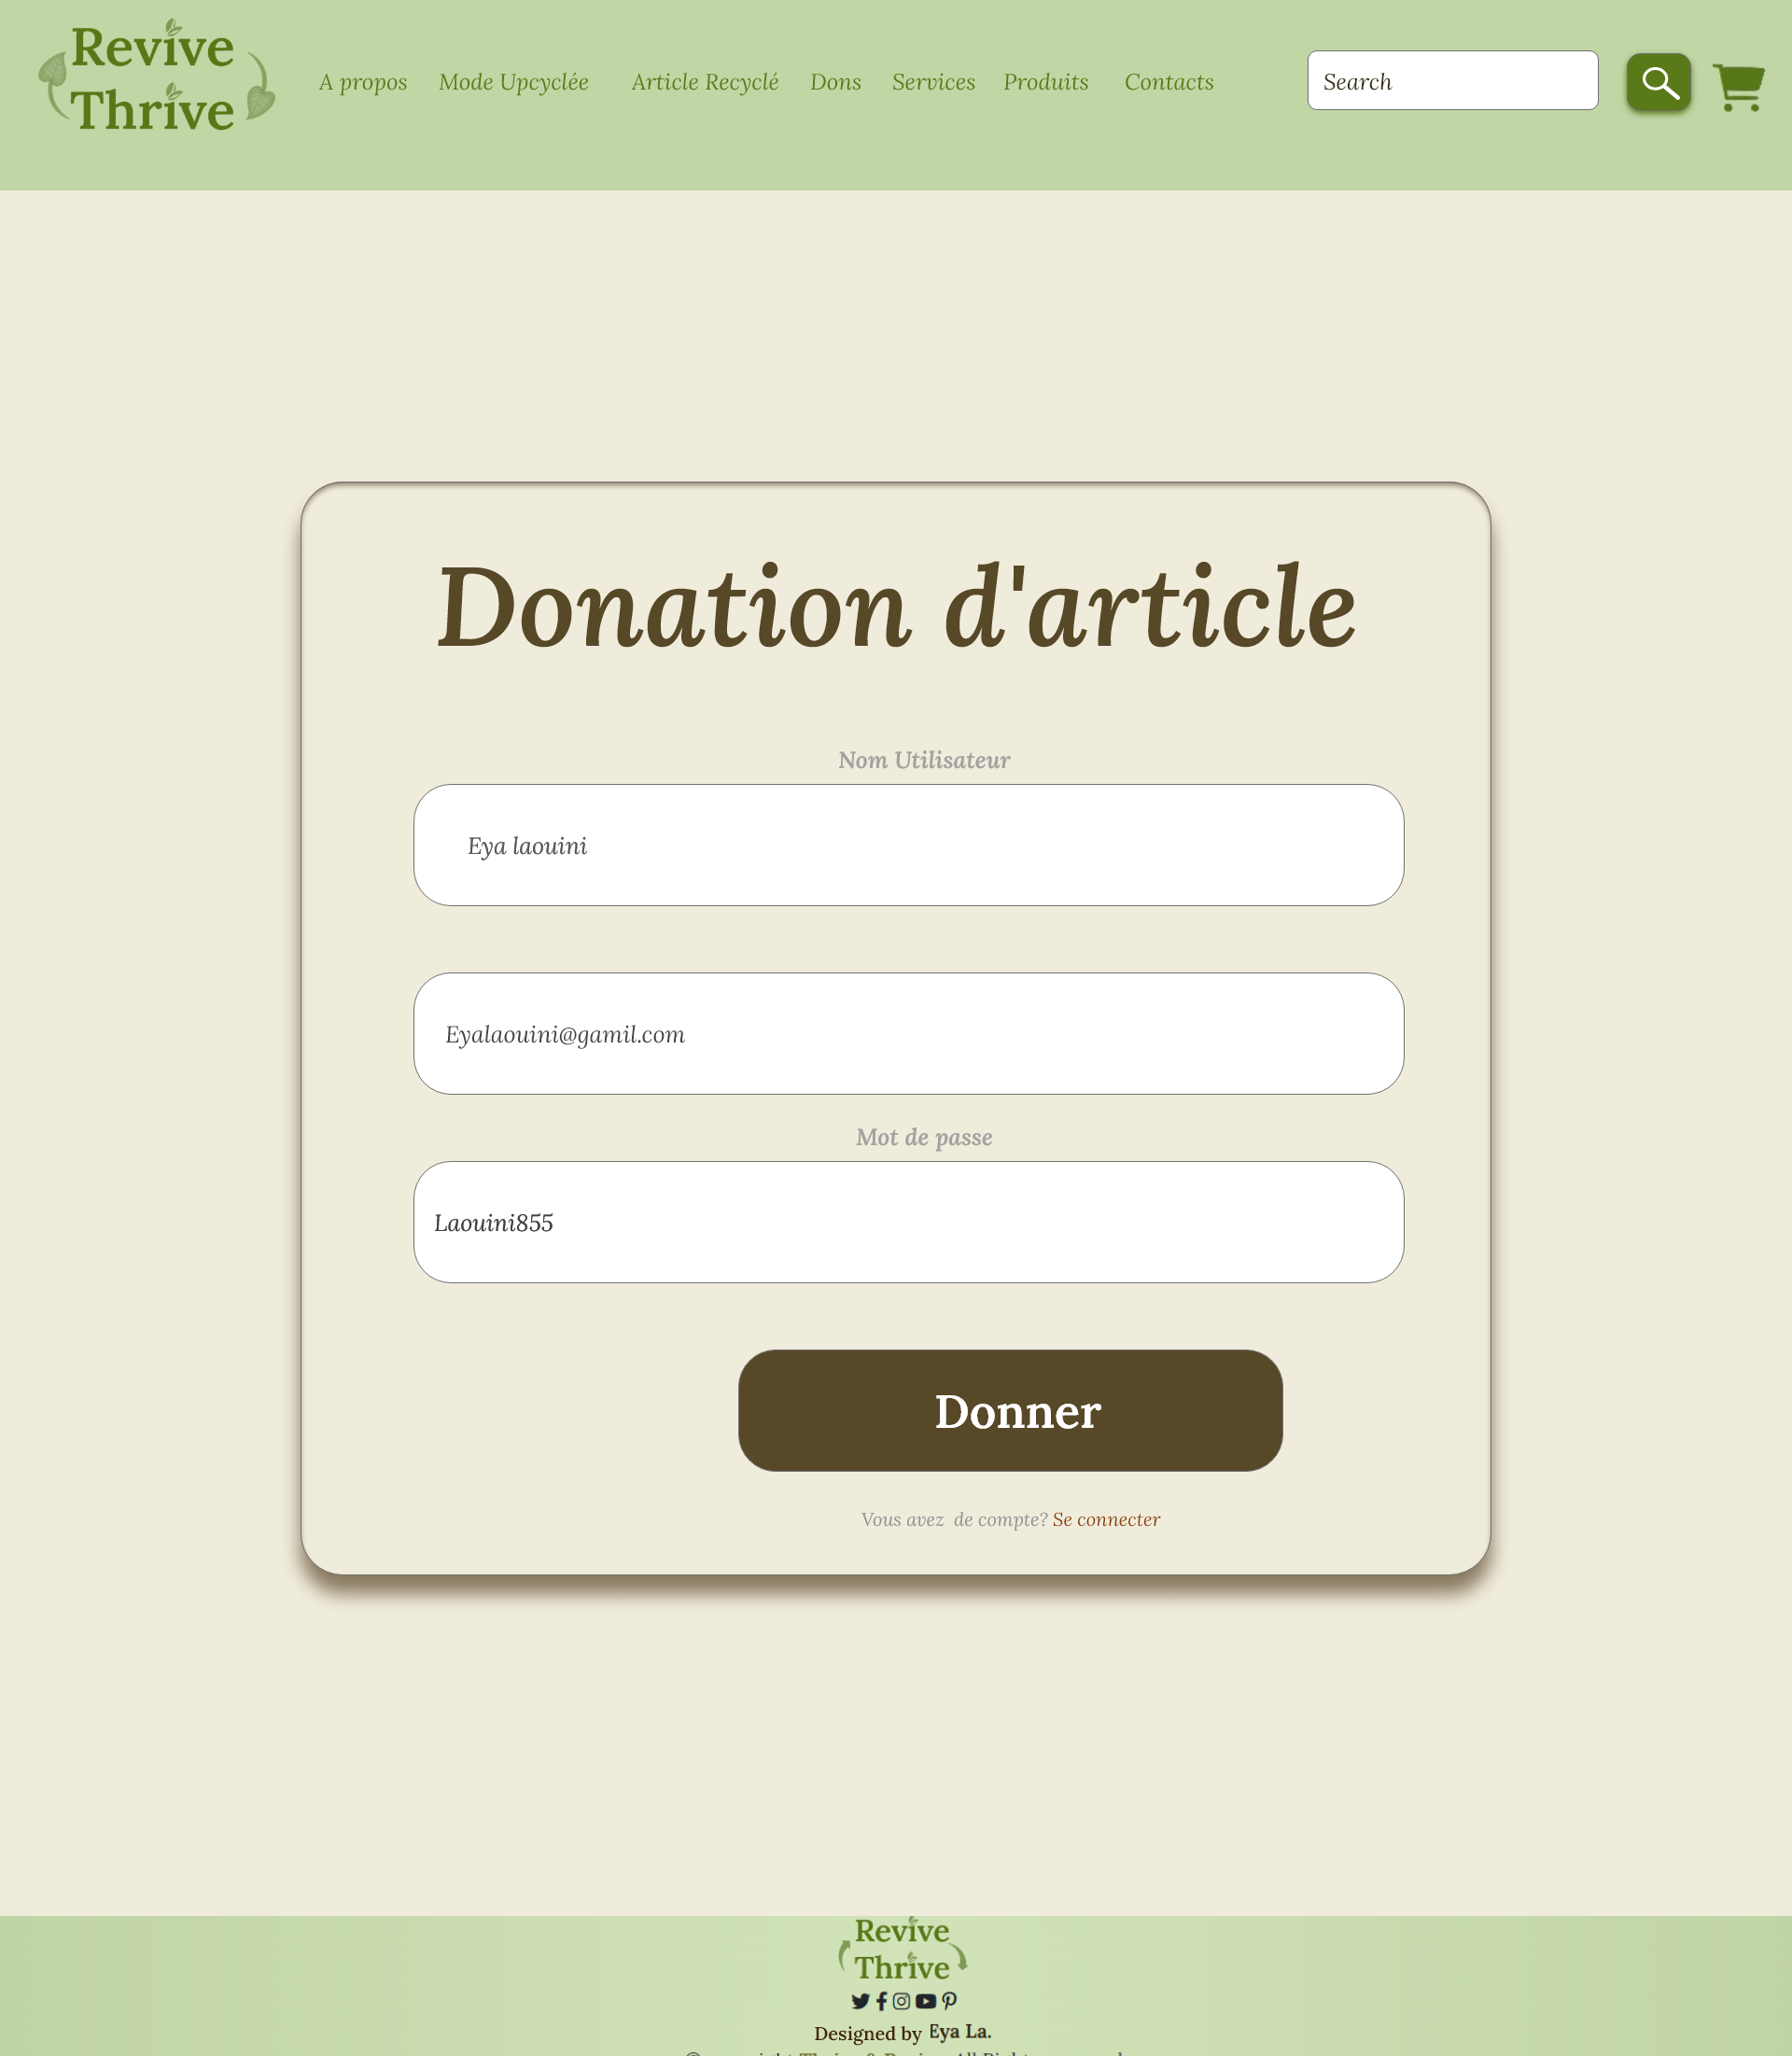 Revive
Thrive
A propos Mode Upcyclée Article Recyclé Dons Services Produits Contacts Search
Donation d'article
Nom Utilisateur
Eya laouini
Eyalaouini@gamil.com
Mot de passe
Laouini855
Donner
Vous avez de compte? Se connecter
Revive
Thrive
Designed by Eya La.